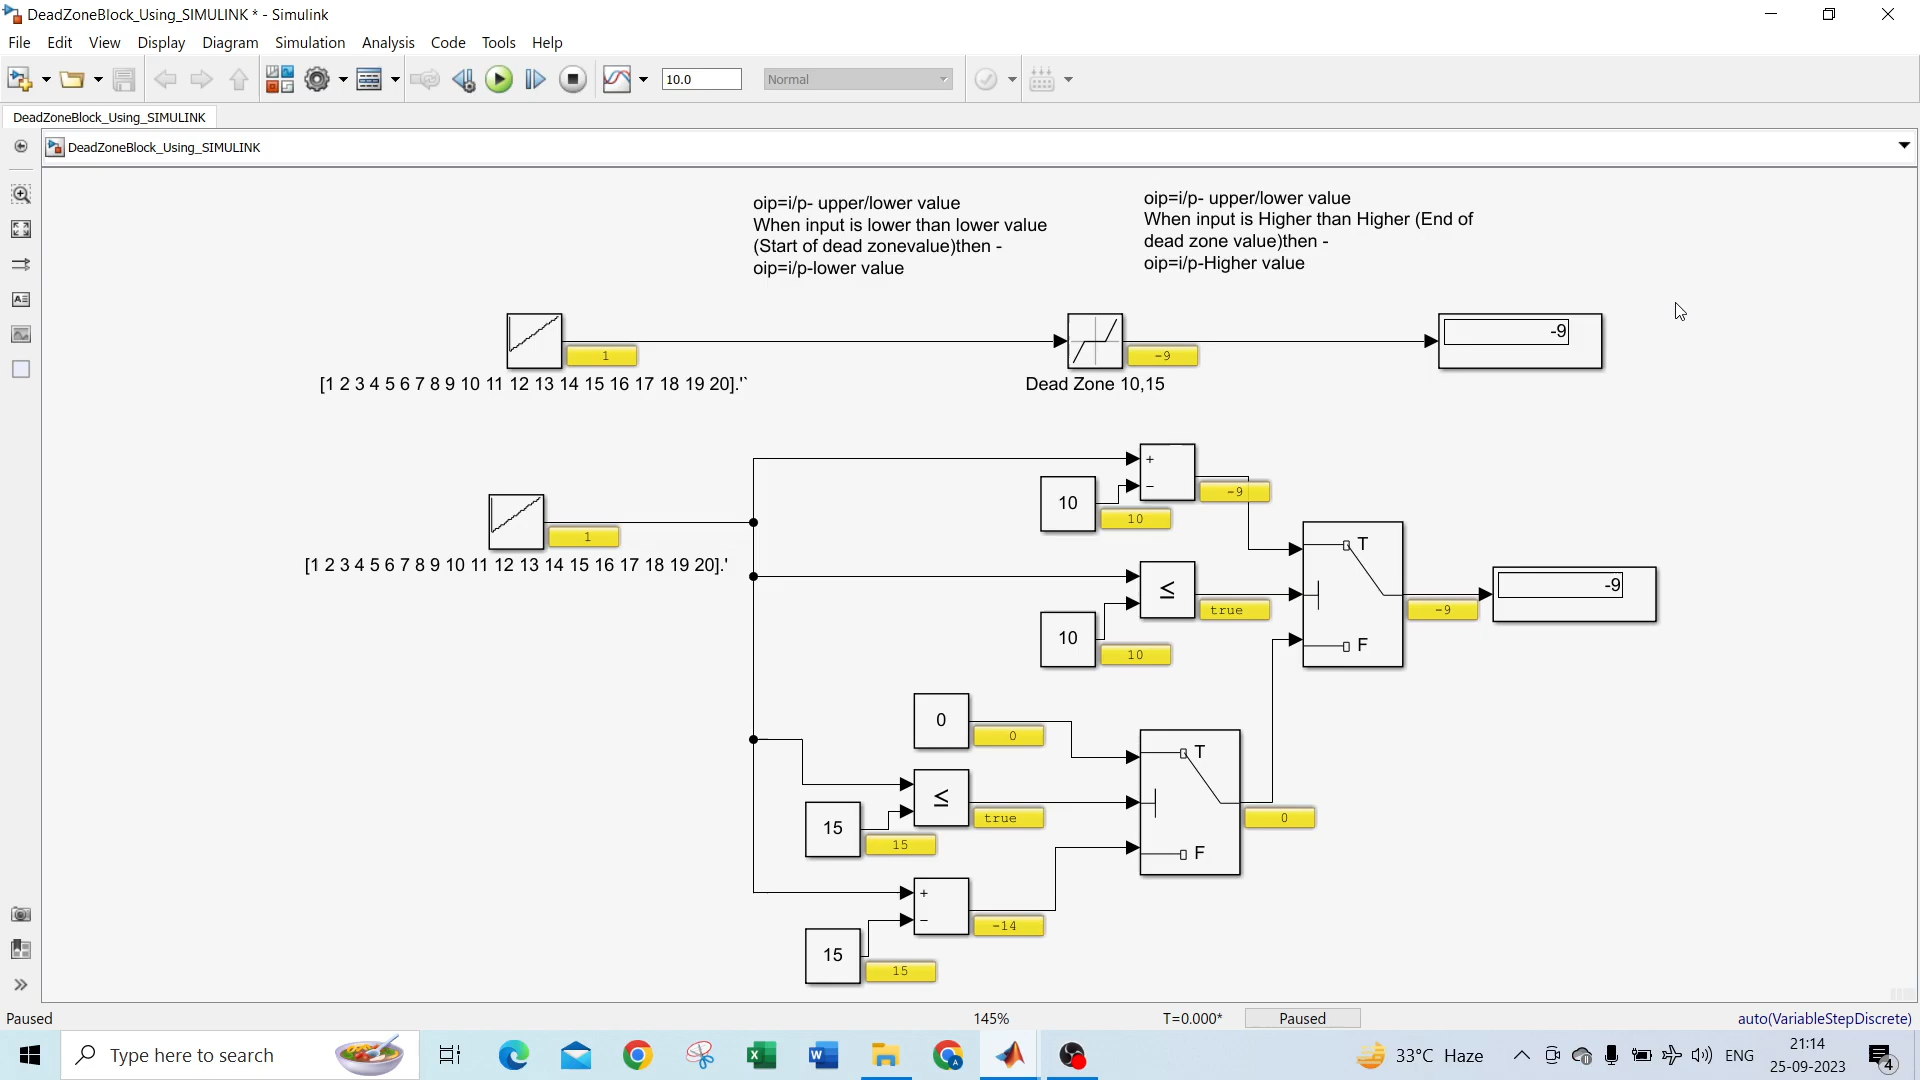 DeadZoneBlock_Using_SIMULINK * - Simulink
File Edit View Display Diagram Simulation Analysis Code Tools Help
10.0 Normal
DeadZoneBlock_Using_SIMULINK
DeadZoneBlock_Using_SIMULINK
oip=i/p- upper/lower value
When input is lower than lower value
(Start of dead zonevalue)then -
oip=i/p-lower value
oip=i/p- upper/lower value
When input is Higher than Higher (End of
dead zone value)then -
oip=i/p-Higher value
1
-9
-9
[1 2 3 4 5 6 7 8 9 10 11 12 13 14 15 16 17 18 19 20].'`
Dead Zone 10,15
+
−
10
10
-9
1
[1 2 3 4 5 6 7 8 9 10 11 12 13 14 15 16 17 18 19 20].'
≤
true
10
10
T
F
-9
-9
0
0
≤
true
15
15
T
F
0
+
−
-14
15
15
Paused 145% T=0.000* Paused auto(VariableStepDiscrete)
Type here to search
33°C Haze
ENG
21:14
25-09-2023
4